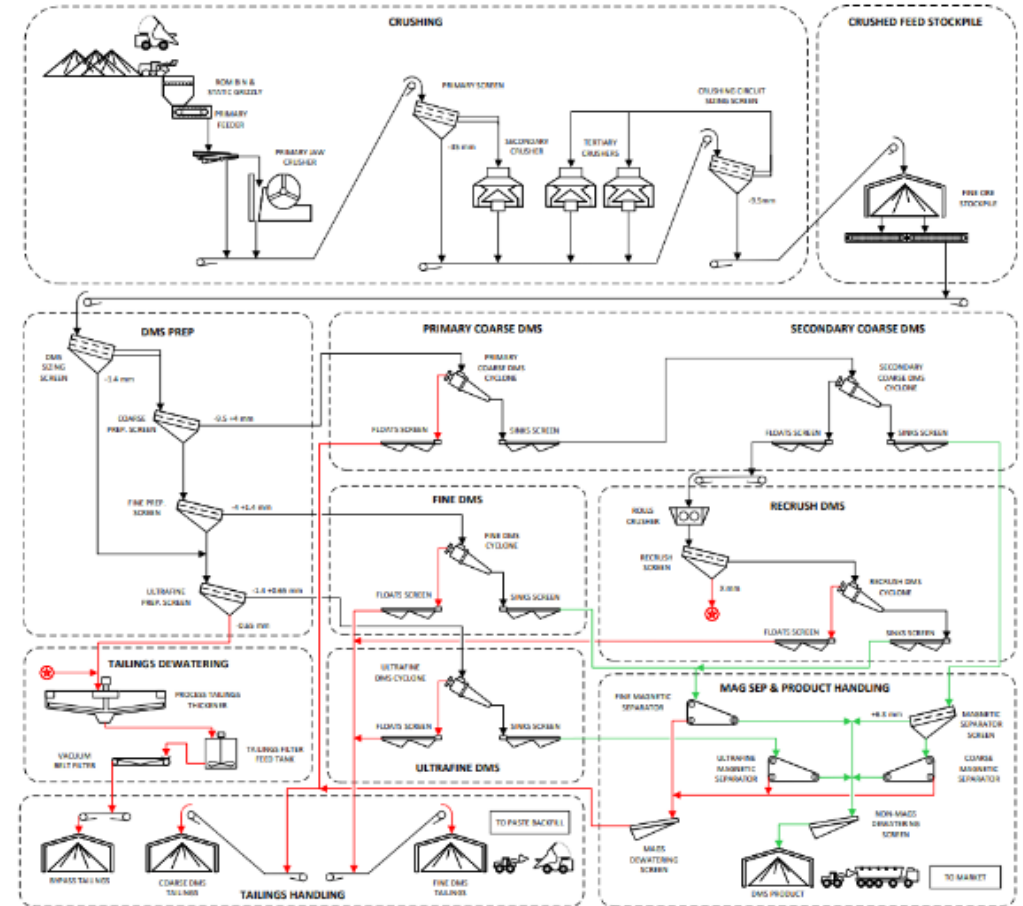 CRUSHING
CRUSHED FEED STOCKPILE
ROM BIN &
STATIC GRIZZLY
PRIMARY
FEEDER
PRIMARY JAW
CRUSHER
PRIMARY SCREEN
SECONDARY
CRUSHER
TERTIARY
CRUSHERS
CRUSHING CIRCUIT
SIZING SCREEN
-9.5mm
FINE ORE
STOCKPILE
DMS PREP
DMS
SIZING
SCREEN
COARSE
PREP. SCREEN
-9.5 +4 mm
FINE PREP.
SCREEN
-4 +1.4 mm
ULTRAFINE
PREP. SCREEN
-1.4 +0.65 mm
-0.65 mm
PRIMARY COARSE DMS
PRIMARY
COARSE DMS
CYCLONE
FLOATS SCREEN
SINKS SCREEN
SECONDARY COARSE DMS
SECONDARY
COARSE DMS
CYCLONE
FLOATS SCREEN
SINKS SCREEN
FINE DMS
FINE DMS
CYCLONE
FLOATS SCREEN
SINKS SCREEN
RECRUSH DMS
ROLLS
CRUSHER
RECRUSH
SCREEN
X mm
RECRUSH DMS
CYCLONE
FLOATS SCREEN
SINKS SCREEN
TAILINGS DEWATERING
PROCESS TAILINGS
THICKENER
TAILINGS FILTER
FEED TANK
VACUUM
BELT FILTER
ULTRAFINE
DMS CYCLONE
FLOATS SCREEN
SINKS SCREEN
ULTRAFINE DMS
MAG SEP & PRODUCT HANDLING
FINE MAGNETIC
SEPARATOR
MAGNETIC
SEPARATOR
SCREEN
ULTRAFINE
MAGNETIC
SEPARATOR
COARSE
MAGNETIC
SEPARATOR
MAGS
DEWATERING
SCREEN
NON-MAGS
DEWATERING
SCREEN
DMS PRODUCT
TO MARKET
BYPASS TAILINGS
COARSE DMS
TAILINGS
TAILINGS HANDLING
FINE DMS
TAILINGS
TO PASTE BACKFILL